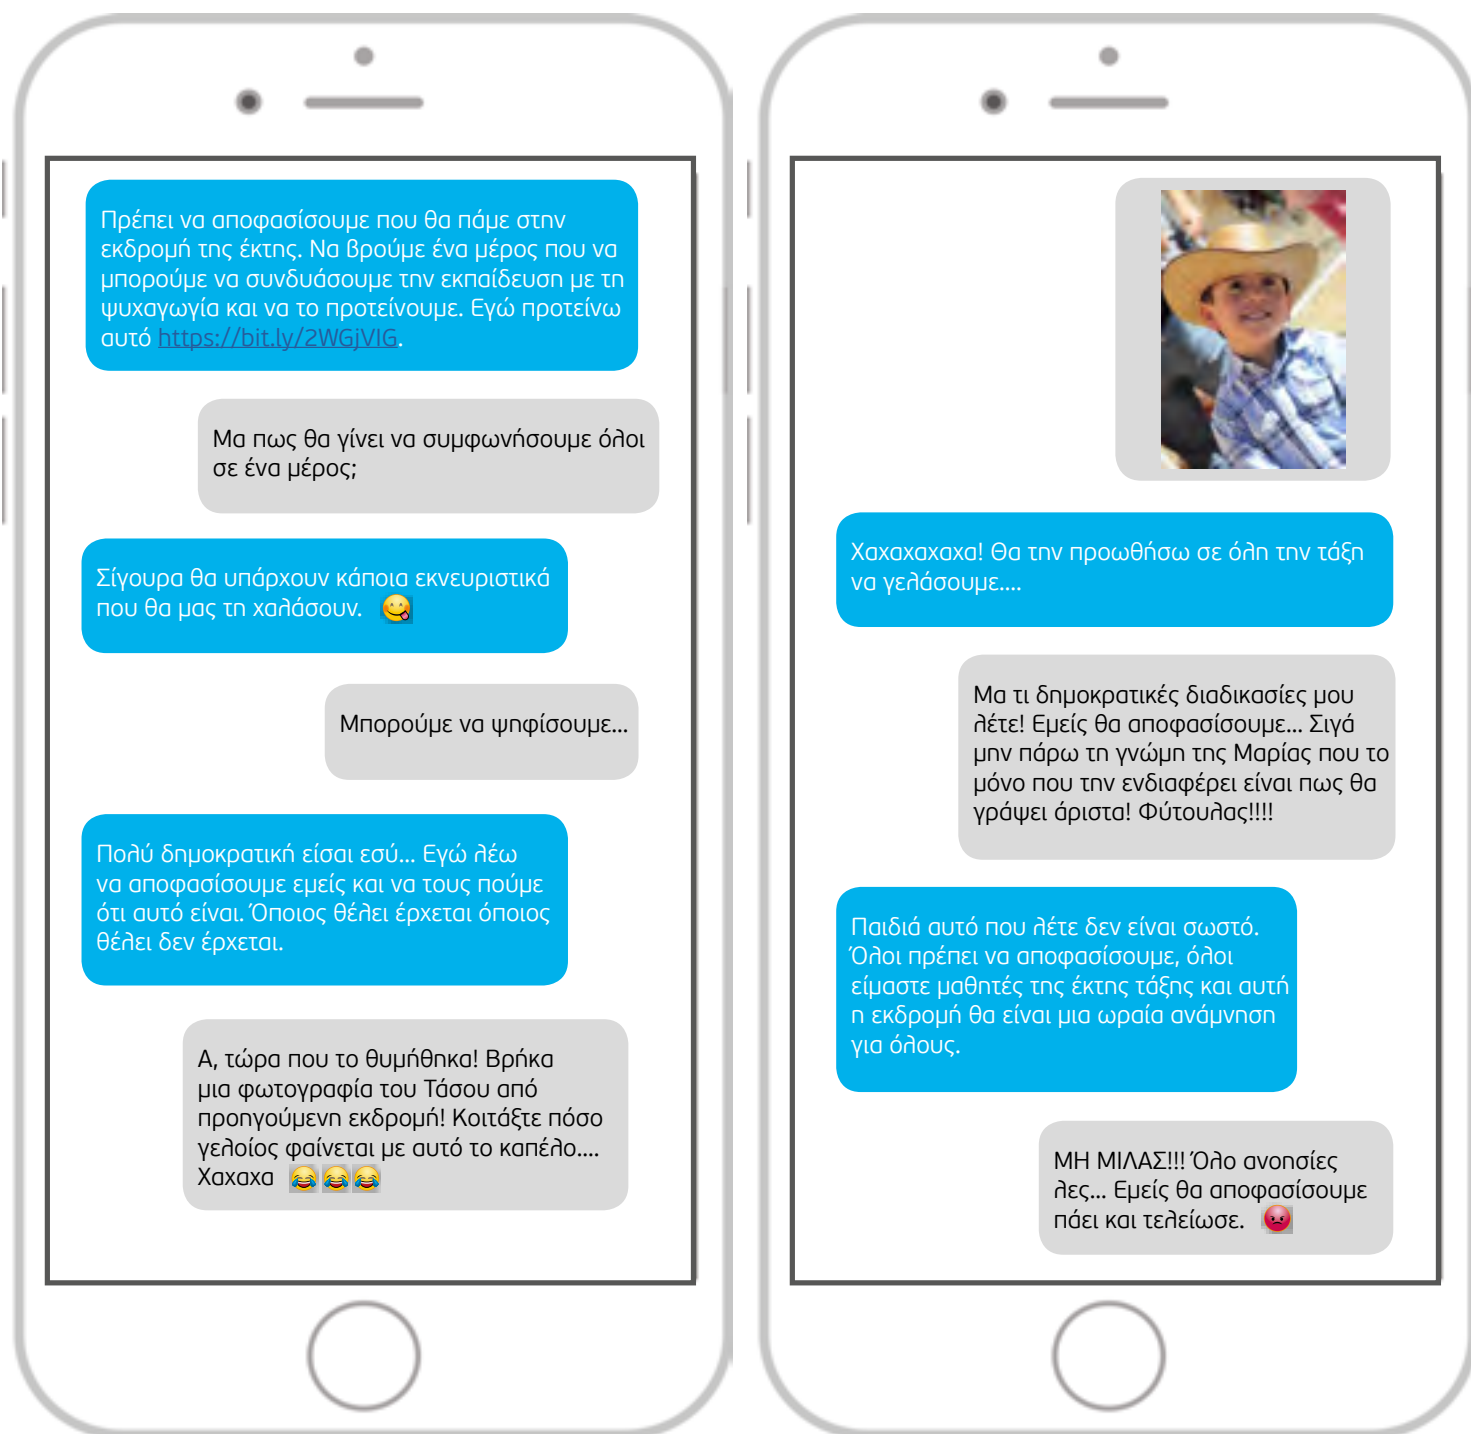 Πρέπει να αποφασίσουμε που θα πάμε στην
εκδρομή της έκτης. Να βρούμε ένα μέρος που να
μπορούμε να συνδυάσουμε την εκπαίδευση με τη
ψυχαγωγία και να το προτείνουμε. Εγώ προτείνω
αυτό https://bit.ly/2WGjVIG.
Μα πως θα γίνει να συμφωνήσουμε όλοι
σε ένα μέρος;
Σίγουρα θα υπάρχουν κάποια εκνευριστικά
που θα μας τη χαλάσουν.
Μπορούμε να ψηφίσουμε...
Πολύ δημοκρατική είσαι εσύ... Εγώ λέω
να αποφασίσουμε εμείς και να τους πούμε
ότι αυτό είναι. Όποιος θέλει έρχεται όποιος
θέλει δεν έρχεται.
Α, τώρα που το θυμήθηκα! Βρήκα
μια φωτογραφία του Τάσου από
προηγούμενη εκδρομή! Κοιτάξτε πόσο
γελοίος φαίνεται με αυτό το καπέλο....
Χαχαχα
Χαχαχαχαχα! Θα την προωθήσω σε όλη την τάξη
να γελάσουμε....
Μα τι δημοκρατικές διαδικασίες μου
λέτε! Εμείς θα αποφασίσουμε... Σιγά
μην πάρω τη γνώμη της Μαρίας που το
μόνο που την ενδιαφέρει είναι πως θα
γράψει άριστα! Φύτουλας!!!!
Παιδιά αυτό που λέτε δεν είναι σωστό.
Όλοι πρέπει να αποφασίσουμε, όλοι
είμαστε μαθητές της έκτης τάξης και αυτή
η εκδρομή θα είναι μια ωραία ανάμνηση
για όλους.
ΜΗ ΜΙΛΑΣ!!! Όλο ανοησίες
λες... Εμείς θα αποφασίσουμε
πάει και τελείωσε.